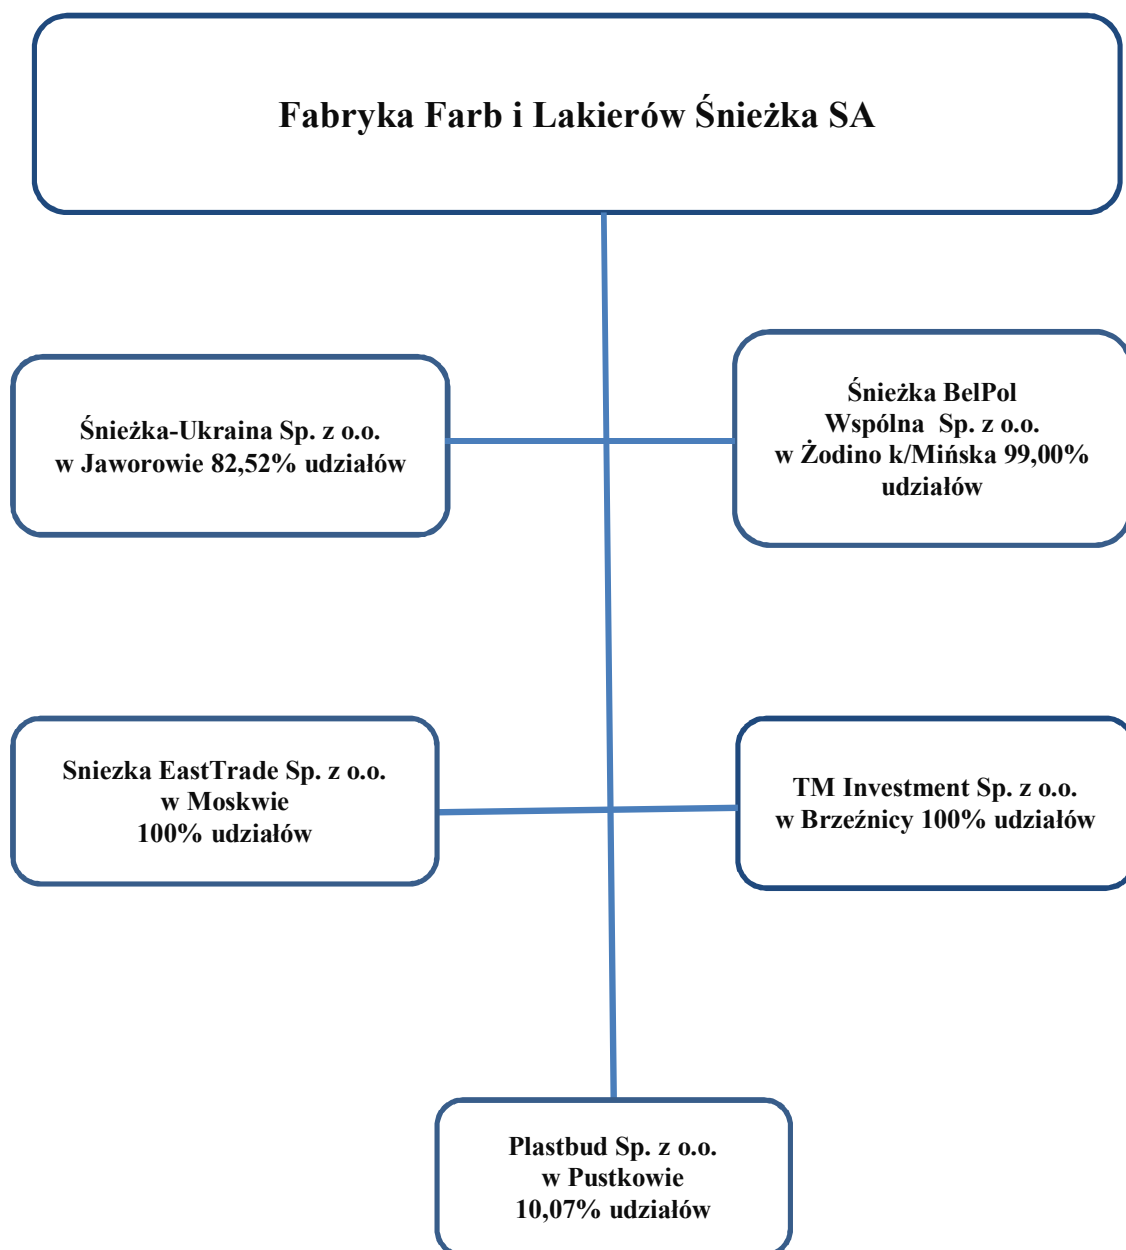 Fabryka Farb i Lakierów Śnieżka SA
Śnieżka-Ukraina Sp. z o.o.
w Jaworowie 82,52% udziałów
Śnieżka BelPol
Wspólna Sp. z o.o.
w Żodino k/Mińska 99,00%
udziałów
Sniezka EastTrade Sp. z o.o.
w Moskwie
100% udziałów
TM Investment Sp. z o.o.
w Brzeźnicy 100% udziałów
Plastbud Sp. z o.o.
w Pustkowie
10,07% udziałów